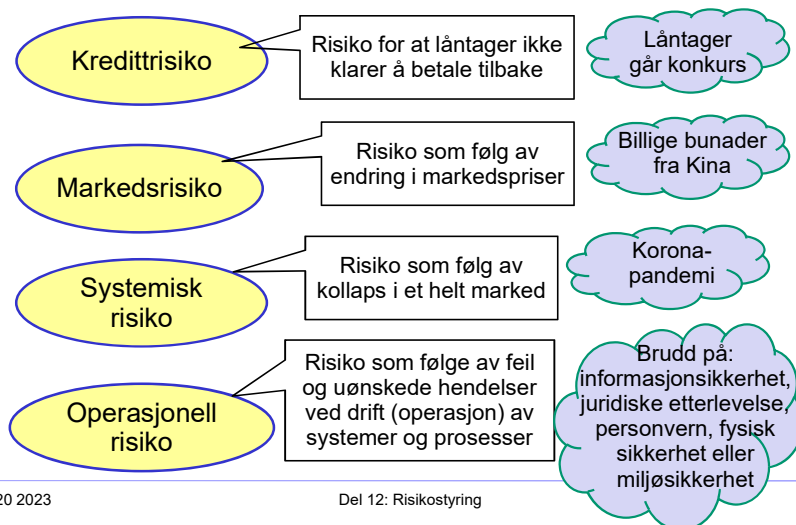 Kredittrisiko
Risiko for at låntager ikke
klarer å betale tilbake
Låntager
går konkurs
Markedsrisiko
Risiko som følg av
endring i markedspriser
Billige bunader
fra Kina
Systemisk
risiko
Risiko som følg av
kollaps i et helt marked
Korona-
pandemi
Operasjonell
risiko
Risiko som følge av feil
og uønskede hendelser
ved drift (operasjon) av
systemer og prosesser
Brudd på:
informasjonsikkerhet,
juridiske etterlevelse,
personvern, fysisk
sikkerhet eller
miljøsikkerhet
20 2023
Del 12: Risikostyring